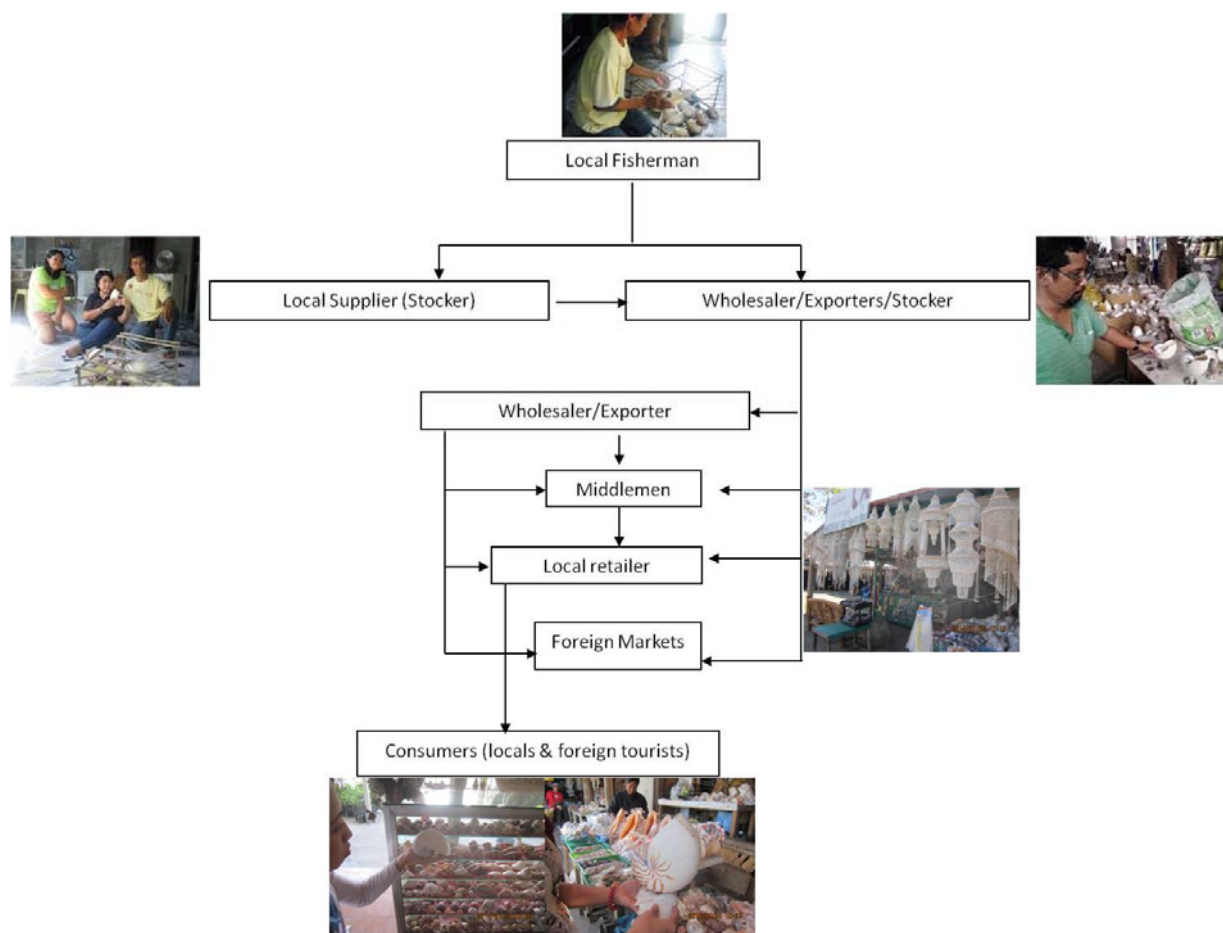 Local Fisherman
Local Supplier (Stocker)
Wholesaler/Exporters/Stocker
Wholesaler/Exporter
Middlemen
Local retailer
Foreign Markets
Consumers (locals & foreign tourists)